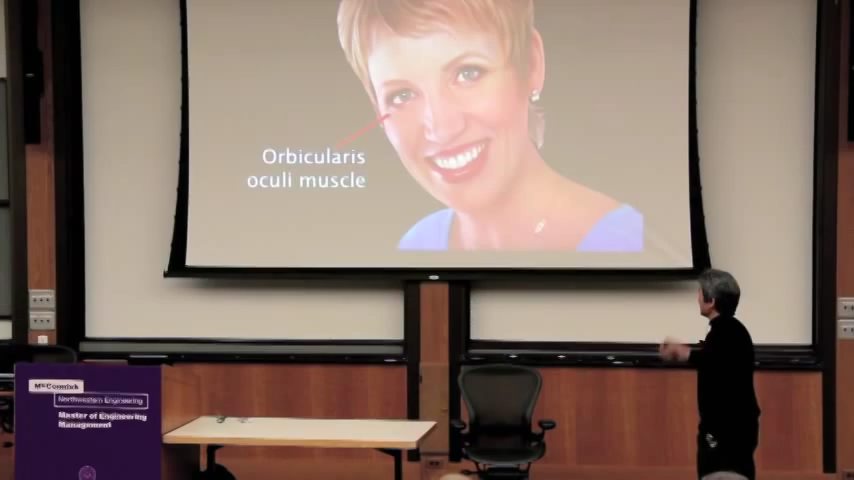 Orbicularis
oculi muscle
McCormick
Northwestern Engineering
Master of Engineering
Management